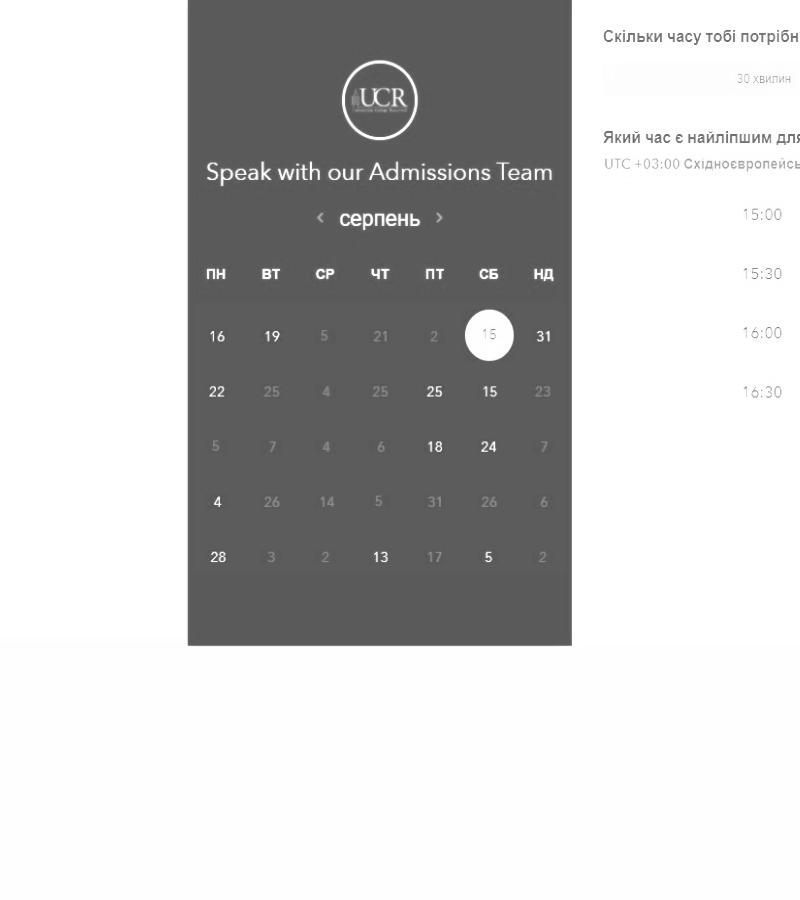 UCR
Speak with our Admissions Team
‹ серпень ›
ПН ВТ СР ЧТ ПТ СБ НД
16 19 5 21 2 15 31
22 25 4 25 25 15 23
5 7 4 6 18 24 7
4 26 14 5 31 26 6
28 3 2 13 17 5 2
Скільки часу тобі потрібн
30 хвилин
Який час є найліпшим для
UTC +03:00 Східноєвропейсь
15:00
15:30
16:00
16:30